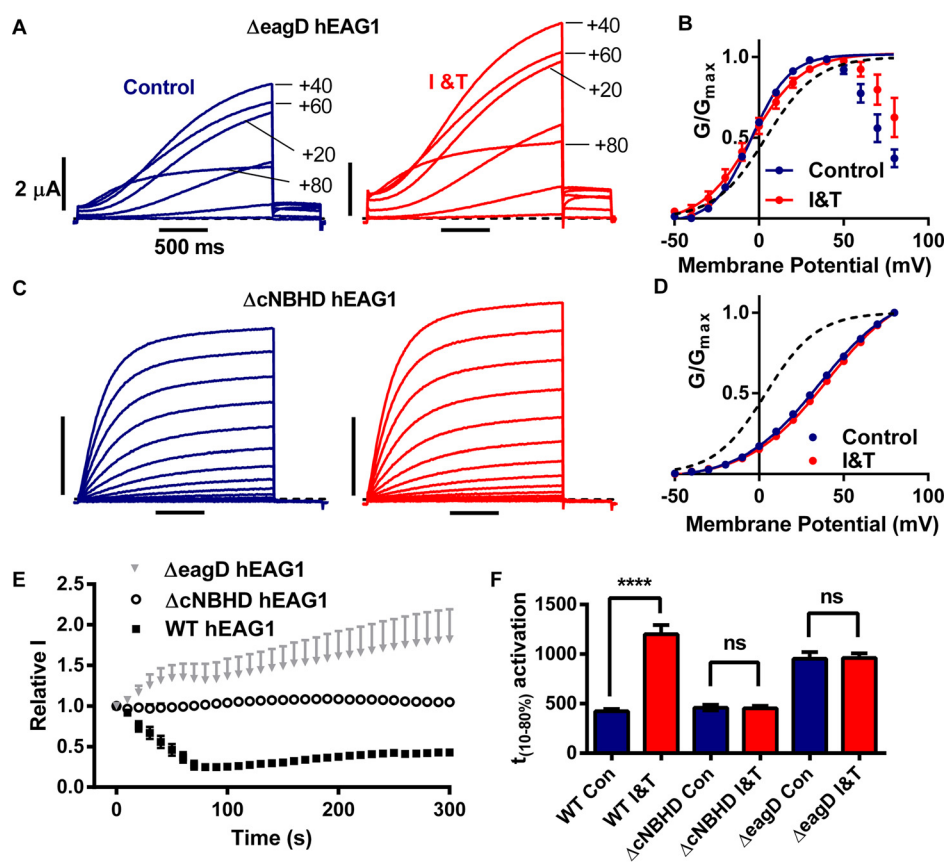 A
ΔeagD hEAG1
Control
+40
+60
+20
+80
2 μA
500 ms
I &T
+40
+60
+20
+80
B
G/Gmax
1.0
0.5
Control
I&T
-50 0 50 100
Membrane Potential (mV)
C
ΔcNBHD hEAG1
D
G/Gmax
1.0
0.5
Control
I&T
-50 0 50 100
Membrane Potential (mV)
E
ΔeagD hEAG1
ΔcNBHD hEAG1
WT hEAG1
Relative I
2.5
2.0
1.5
1.0
0.5
0.0
0 100 200 300
Time (s)
F
t(10-80%) activation
1500
1000
500
0
****
ns
ns
WT Con
WT I&T
ΔcNBHD Con
ΔcNBHD I&T
ΔeagD Con
ΔeagD I&T